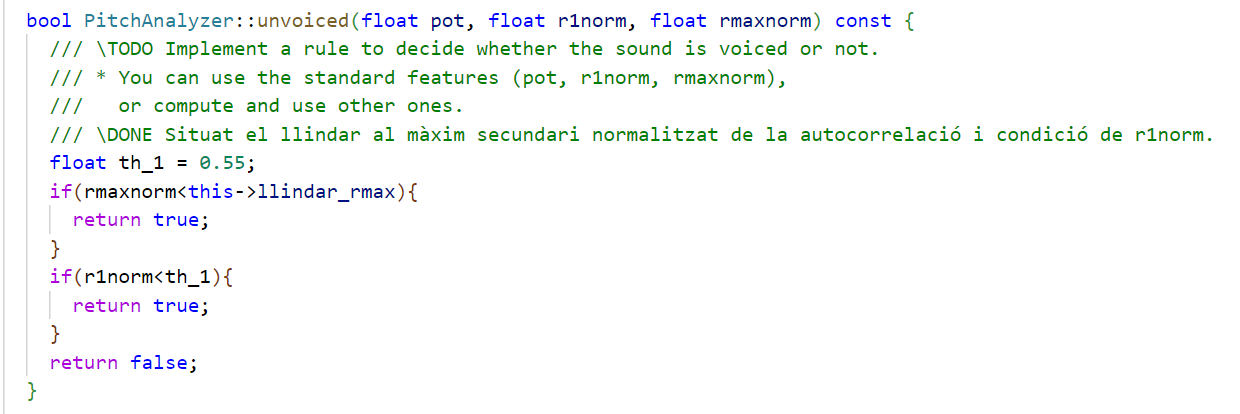 bool PitchAnalyzer::unvoiced(float pot, float r1norm, float rmaxnorm) const {
/// \TODO Implement a rule to decide whether the sound is voiced or not.
/// * You can use the standard features (pot, r1norm, rmaxnorm),
///   or compute and use other ones.
/// \DONE Situat el llindar al màxim secundari normalitzat de la autocorrelació i condició de r1norm.
float th_1 = 0.55;
if(rmaxnorm<this->llindar_rmax){
return true;
}
if(r1norm<th_1){
return true;
}
return false;
}